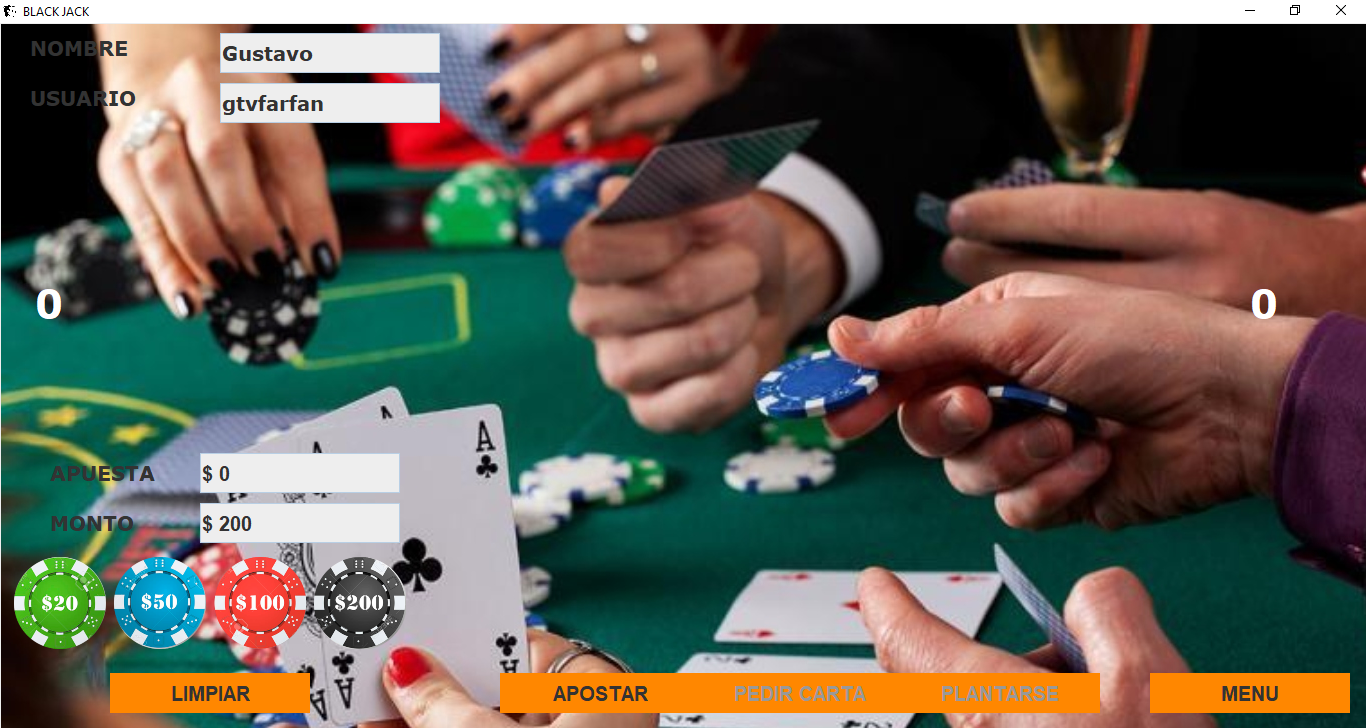 BLACK JACK
NOMBRE Gustavo
USUARIO gtvfarfan
0 0
A
A
A
APUESTA $ 0
MONTO $ 200
$20 $50 $100 $200
A
A
A
2
LIMPIAR APOSTAR PEDIR CARTA PLANTARSE MENU